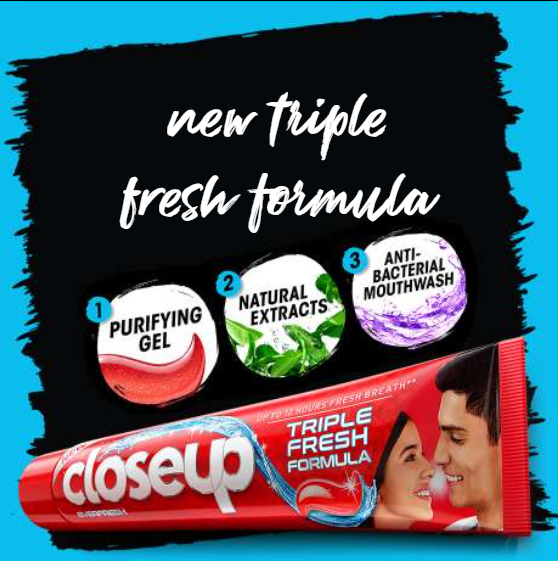 new triple
fresh formula
1
PURIFYING
GEL
2
NATURAL
EXTRACTS
3
ANTI-
BACTERIAL
MOUTHWASH
UP TO 12 HOURS FRESH BREATH**
TRIPLE
FRESH
FORMULA
closeup
EVERFRESH